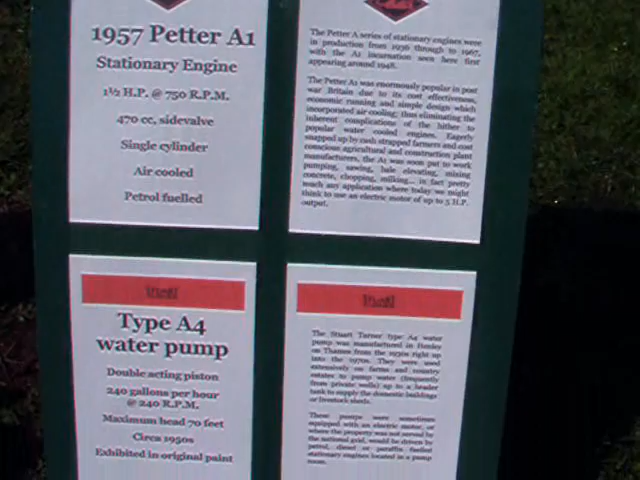 1957 Petter A1
Stationary Engine
1½ H.P. @ 750 R.P.M.
470 cc, sidevalve
Single cylinder
Air cooled
Petrol fuelled
The Petter A series of stationary engines were
in production from 1936 through to 1967,
with the A1 incarnation seen here first
appearing around 1948.
The Petter A1 was enormously popular in post
war Britain due to its cost effectiveness,
economic running and simple design which
incorporated air cooling; thus eliminating the
inherent complications of the hither to
popular water cooled engines. Eagerly
snapped up by cash strapped farmers and cost
conscious agricultural and construction plant
manufacturers, the A1 was soon put to work
pumping, sawing, bale elevating, mixing
concrete, chopping, milking... in fact pretty
much any application where today we might
think to use an electric motor of up to 5 H.P.
output.
Type A4
water pump
Double acting piston
240 gallons per hour
@ 240 R.P.M.
Maximum head 70 feet
Circa 1950s
Exhibited in original paint
The Stuart Turner type A4 water
pump was manufactured in Henley
on Thames from the 1930s right up
into the 1970s. They were used
extensively on farms and country
estates to pump water (frequently
from private wells) up to a header
tank to supply the domestic buildings
or livestock sheds.
These pumps were sometimes
equipped with an electric motor, or
where the property was not served by
the national grid, would be driven by
petrol, diesel or paraffin fuelled
stationary engines located in a pump
room.